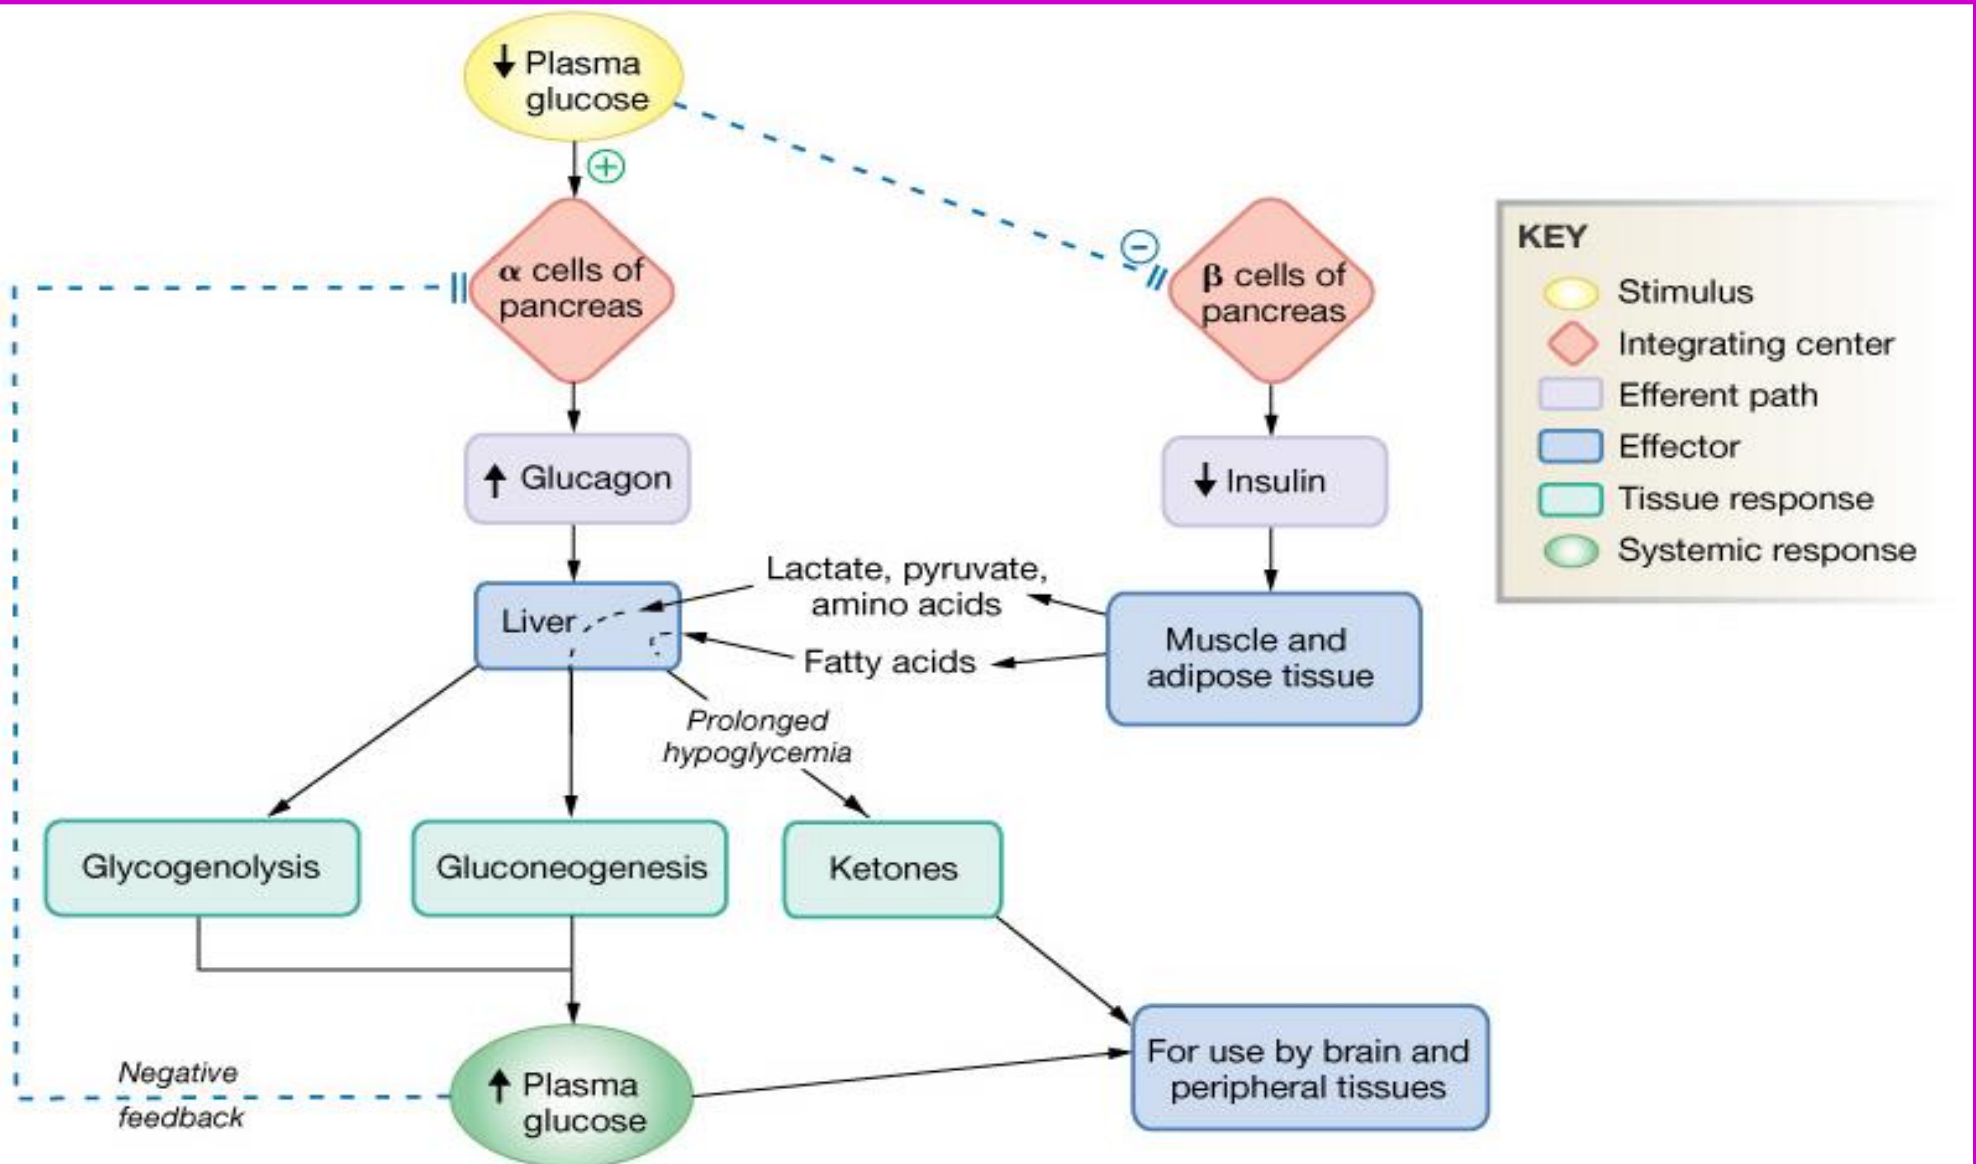 ↓ Plasma
glucose
+
α cells of
pancreas
−
β cells of
pancreas
↑ Glucagon
↓ Insulin
Liver
Lactate, pyruvate,
amino acids
Fatty acids
Muscle and
adipose tissue
Prolonged
hypoglycemia
Glycogenolysis
Gluconeogenesis
Ketones
↑ Plasma
glucose
For use by brain and
peripheral tissues
Negative
feedback
KEY
Stimulus
Integrating center
Efferent path
Effector
Tissue response
Systemic response